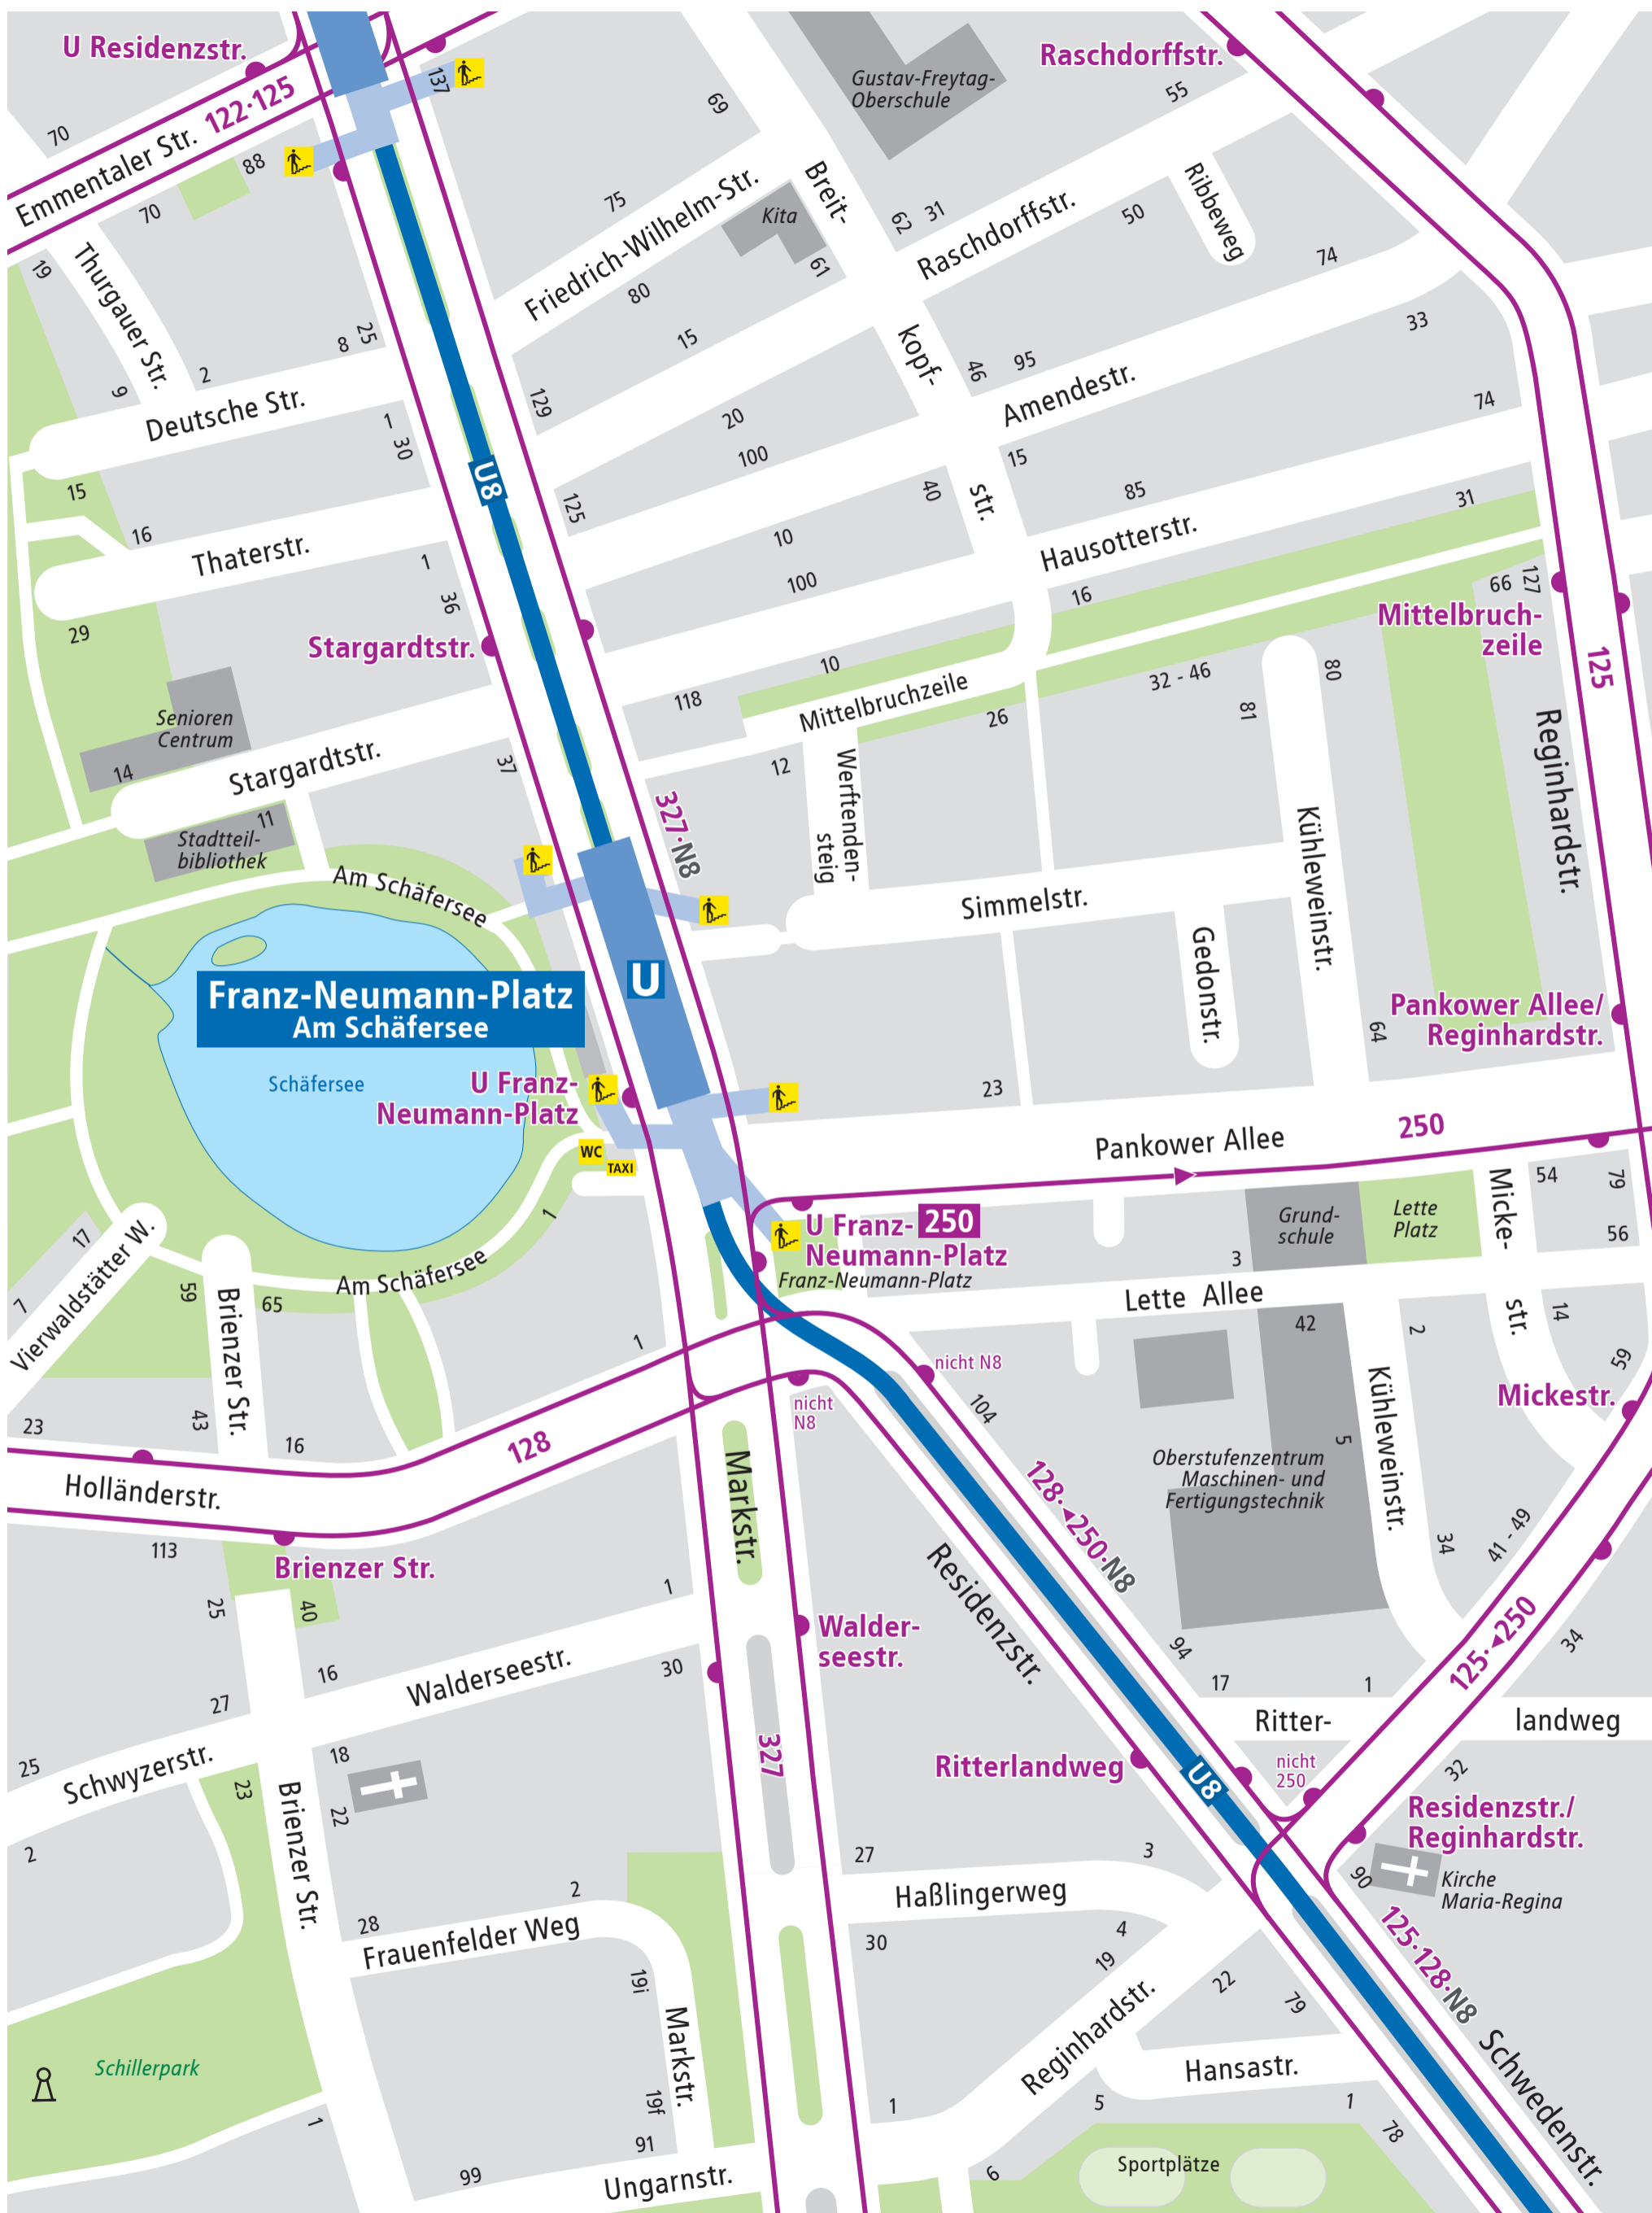 U Residenzstr.
Raschdorffstr.
137
Gustav-Freytag-
Oberschule
55
69
122·125
70
Emmentaler Str.
88
70
75
Friedrich-Wilhelm-Str.
Kita
Breit-
62
31
Raschdorffstr.
50
Ribbeweg
74
19
Thurgauer Str.
61
80
33
25
8
15
2
9
kopf-
46
95
Amendestr.
74
Deutsche Str.
129
1
30
20
100
15
15
U8
125
40
str.
85
31
16
10
Hausotterstr.
Thaterstr.
1
100
16
66
127
36
29
Mittelbruch-
zeile
Stargardtstr.
10
32 - 46
80
125
118
Mittelbruchzeile
26
81
Senioren
Centrum
14
Stargardtstr.
37
12
Werftenden-
steig
Reginhardstr.
327·N8
11
Stadtteil-
bibliothek
Kühleweinstr.
Am Schäfersee
Simmelstr.
Gedonstr.
U
Franz-Neumann-Platz
Am Schäfersee
Pankower Allee/
Reginhardstr.
64
Schäfersee
U Franz-
Neumann-Platz
23
250
Pankower Allee
WC
TAXI
Micke-
54
79
1
Grund-
schule
Lette
Platz
U Franz-
250
Neumann-Platz
56
17
Franz-Neumann-Platz
3
Am Schäfersee
59
65
7
Vierwaldstätter W.
Brienzer Str.
Lette Allee
str.
14
42
2
1
59
nicht N8
Kühleweinstr.
Mickestr.
104
nicht
N8
23
43
16
128
5
Markstr.
Oberstufenzentrum
Maschinen- und
Fertigungstechnik
Holländerstr.
128·◄250·N8
34
41 - 49
113
Brienzer Str.
Residenzstr.
25
40
1
125·◄250
Walder-
seestr.
94
34
16
Walderseestr.
30
17
1
27
Ritter-
landweg
327
25
Schwyzerstr.
18
Ritterlandweg
nicht
250
32
23
Brienzer Str.
22
U8
Residenzstr./
Reginhardstr.
2
27
3
90
Kirche
Maria-Regina
2
Haßlingerweg
28
Frauenfelder Weg
30
4
125·128·N8
19
19i
22
79
Markstr.
Reginhardstr.
Schwedenstr.
Schillerpark
Hansastr.
19f
1
5
1
1
78
91
99
Ungarnstr.
6
Sportplätze